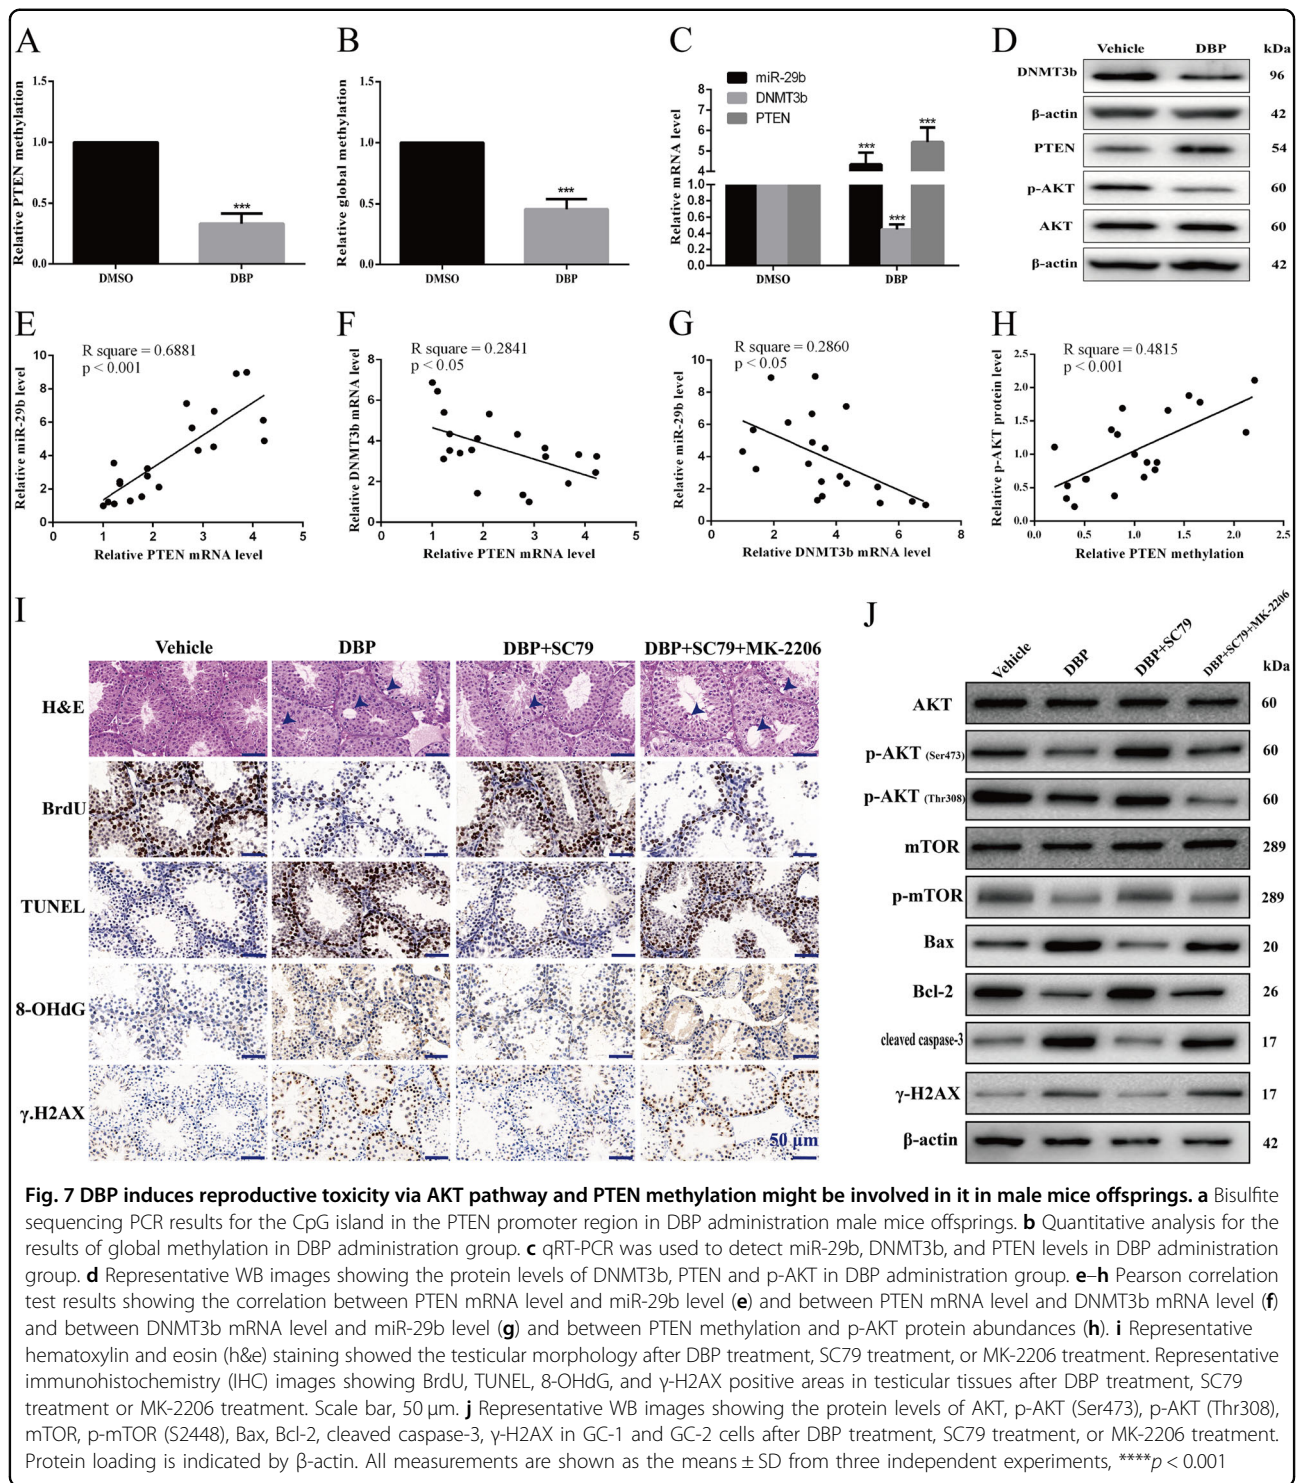 A
Relative PTEN methylation
1.5
1.0
0.5
0.0
***
DMSO
DBP
B
Relative global methylation
1.5
1.0
0.5
0.0
***
DMSO
DBP
C
Relative mRNA level
miR-29b
DNMT3b
PTEN
8
7
6
5
4
1.0
0.8
0.6
0.4
0.2
0.0
***
***
***
DMSO
DBP
D
Vehicle DBP kDa
DNMT3b 96
β-actin 42
PTEN 54
p-AKT 60
AKT 60
β-actin 42
E
R square = 0.6881
p < 0.001
Relative miR-29b level
10
8
6
4
2
0
0 1 2 3 4 5
Relative PTEN mRNA level
F
R square = 0.2841
p < 0.05
Relative DNMT3b mRNA level
8
6
4
2
0
0 1 2 3 4 5
Relative PTEN mRNA level
G
R square = 0.2860
p < 0.05
Relative miR-29b level
10
8
6
4
2
0
0 2 4 6 8
Relative DNMT3b mRNA level
H
R square = 0.4815
p < 0.001
Relative p-AKT protein level
2.5
2.0
1.5
1.0
0.5
0.0
0.0 0.5 1.0 1.5 2.0 2.5
Relative PTEN methylation
I
Vehicle DBP DBP+SC79 DBP+SC79+MK-2206
H&E
BrdU
TUNEL
8-OHdG
γ.H2AX
50 μm
J
Vehicle DBP DBP+SC79 DBP+SC79+MK-2206
kDa
AKT 60
p-AKT (Ser473) 60
p-AKT (Thr308) 60
mTOR 289
p-mTOR 289
Bax 20
Bcl-2 26
cleaved caspase-3 17
γ-H2AX 17
β-actin 42
Fig. 7 DBP induces reproductive toxicity via AKT pathway and PTEN methylation might be involved in it in male mice offsprings. a Bisulfite
sequencing PCR results for the CpG island in the PTEN promoter region in DBP administration male mice offsprings. b Quantitative analysis for the
results of global methylation in DBP administration group. c qRT-PCR was used to detect miR-29b, DNMT3b, and PTEN levels in DBP administration
group. d Representative WB images showing the protein levels of DNMT3b, PTEN and p-AKT in DBP administration group. e–h Pearson correlation
test results showing the correlation between PTEN mRNA level and miR-29b level (e) and between PTEN mRNA level and DNMT3b mRNA level (f)
and between DNMT3b mRNA level and miR-29b level (g) and between PTEN methylation and p-AKT protein abundances (h). i Representative
hematoxylin and eosin (h&e) staining showed the testicular morphology after DBP treatment, SC79 treatment, or MK-2206 treatment. Representative
immunohistochemistry (IHC) images showing BrdU, TUNEL, 8-OHdG, and γ-H2AX positive areas in testicular tissues after DBP treatment, SC79
treatment or MK-2206 treatment. Scale bar, 50 μm. j Representative WB images showing the protein levels of AKT, p-AKT (Ser473), p-AKT (Thr308),
mTOR, p-mTOR (S2448), Bax, Bcl-2, cleaved caspase-3, γ-H2AX in GC-1 and GC-2 cells after DBP treatment, SC79 treatment, or MK-2206 treatment.
Protein loading is indicated by β-actin. All measurements are shown as the means ± SD from three independent experiments, ****p < 0.001